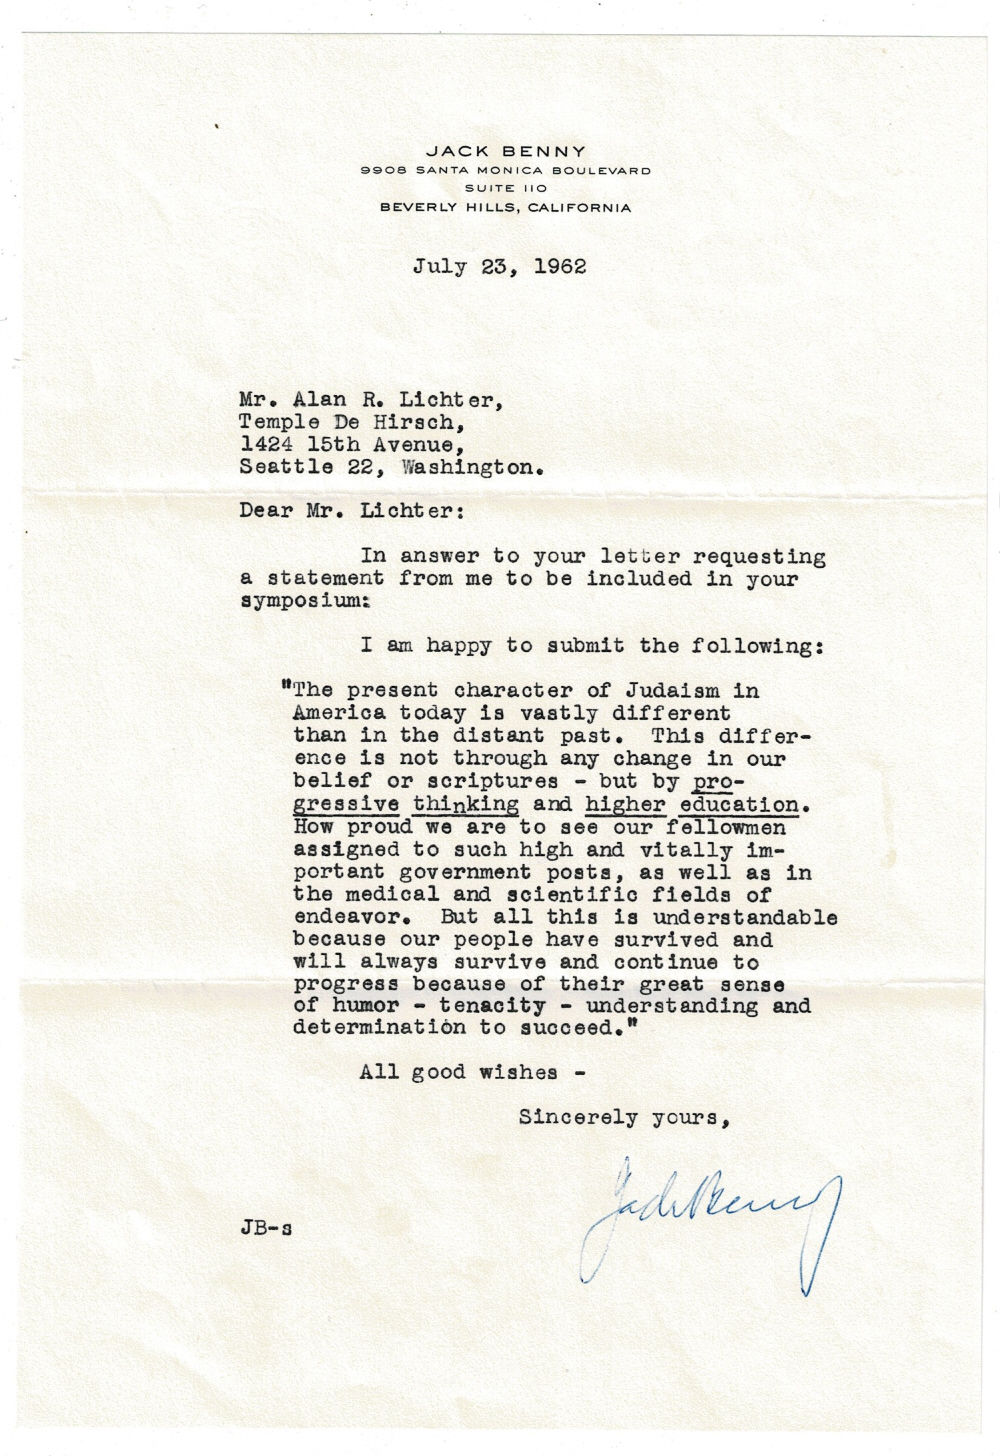 JACK BENNY
9908 SANTA MONICA BOULEVARD
SUITE 110
BEVERLY HILLS, CALIFORNIA
July 23, 1962
Mr. Alan R. Lichter,
Temple De Hirsch,
1424 15th Avenue,
Seattle 22, Washington.
Dear Mr. Lichter:
In answer to your letter requesting
a statement from me to be included in your
symposium:
I am happy to submit the following:
"The present character of Judaism in
America today is vastly different
than in the distant past.  This differ-
ence is not through any change in our
belief or scriptures - but by pro-
gressive thinking and higher education.
How proud we are to see our fellowmen
assigned to such high and vitally im-
portant government posts, as well as in
the medical and scientific fields of
endeavor.  But all this is understandable
because our people have survived and
will always survive and continue to
progress because of their great sense
of humor - tenacity - understanding and
determination to succeed."
All good wishes -
Sincerely yours,
Jack Benny
JB-s